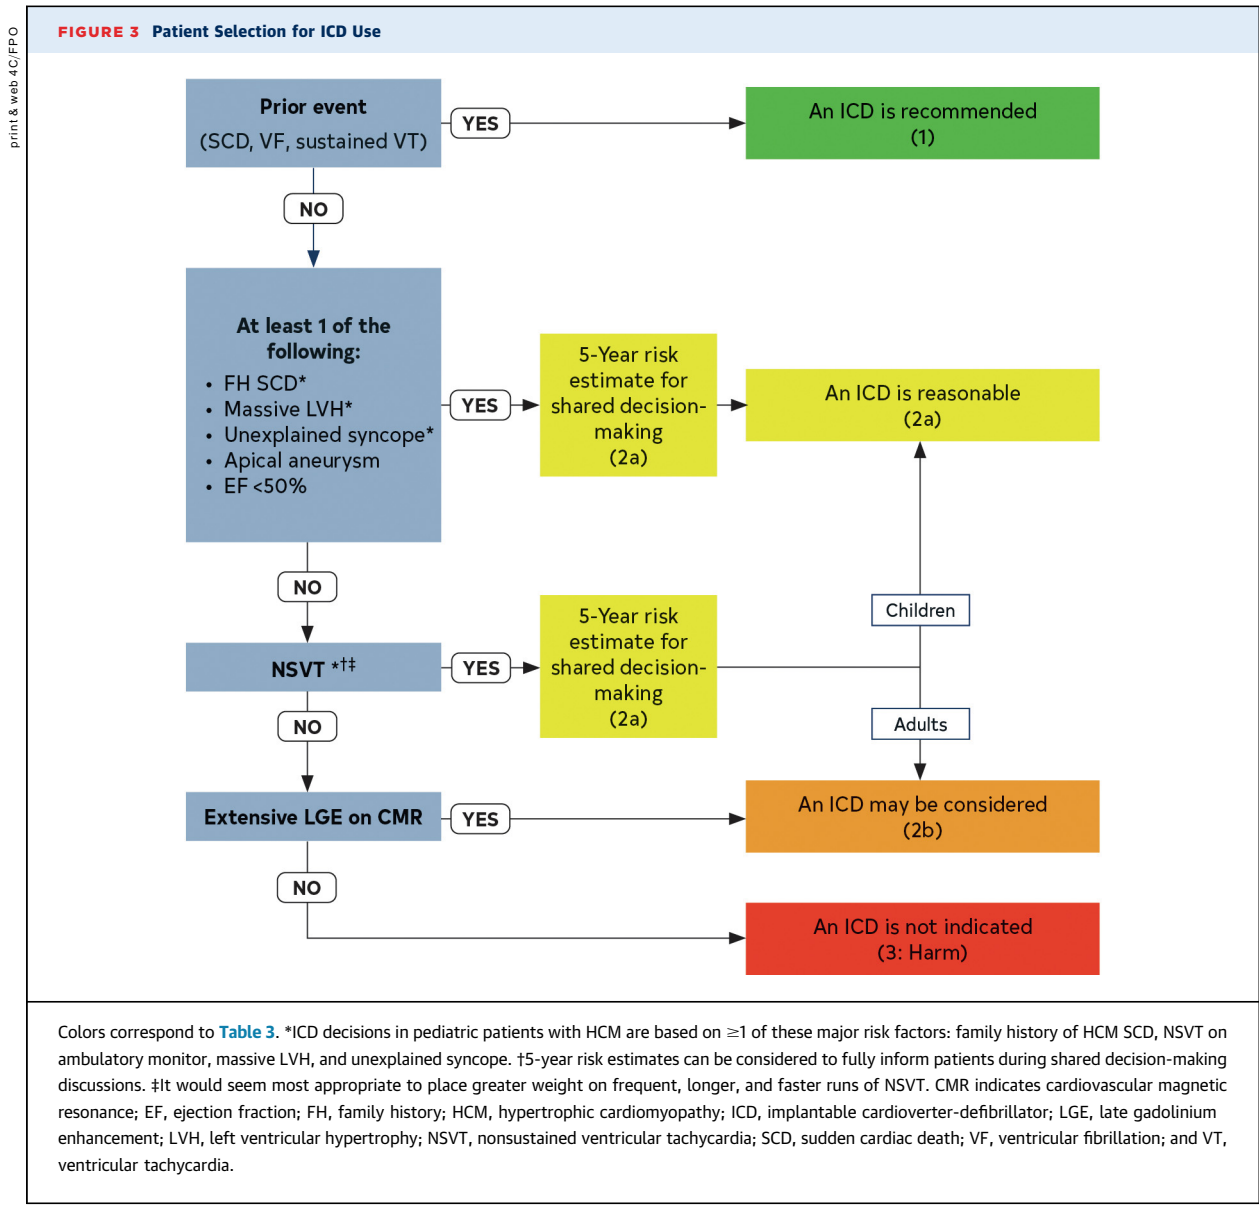 print & web 4C/FPO
FIGURE 3 Patient Selection for ICD Use
Prior event
(SCD, VF, sustained VT)
YES
An ICD is recommended
(1)
NO
At least 1 of the
following:
• FH SCD*
• Massive LVH*
• Unexplained syncope*
• Apical aneurysm
• EF <50%
YES
5-Year risk
estimate for
shared decision-
making
(2a)
An ICD is reasonable
(2a)
NO
NSVT *†‡
YES
5-Year risk
estimate for
shared decision-
making
(2a)
Children
Adults
NO
Extensive LGE on CMR
YES
An ICD may be considered
(2b)
NO
An ICD is not indicated
(3: Harm)
Colors correspond to Table 3. *ICD decisions in pediatric patients with HCM are based on ≥1 of these major risk factors: family history of HCM SCD, NSVT on
ambulatory monitor, massive LVH, and unexplained syncope. †5-year risk estimates can be considered to fully inform patients during shared decision-making
discussions. ‡It would seem most appropriate to place greater weight on frequent, longer, and faster runs of NSVT. CMR indicates cardiovascular magnetic
resonance; EF, ejection fraction; FH, family history; HCM, hypertrophic cardiomyopathy; ICD, implantable cardioverter-defibrillator; LGE, late gadolinium
enhancement; LVH, left ventricular hypertrophy; NSVT, nonsustained ventricular tachycardia; SCD, sudden cardiac death; VF, ventricular fibrillation; and VT,
ventricular tachycardia.